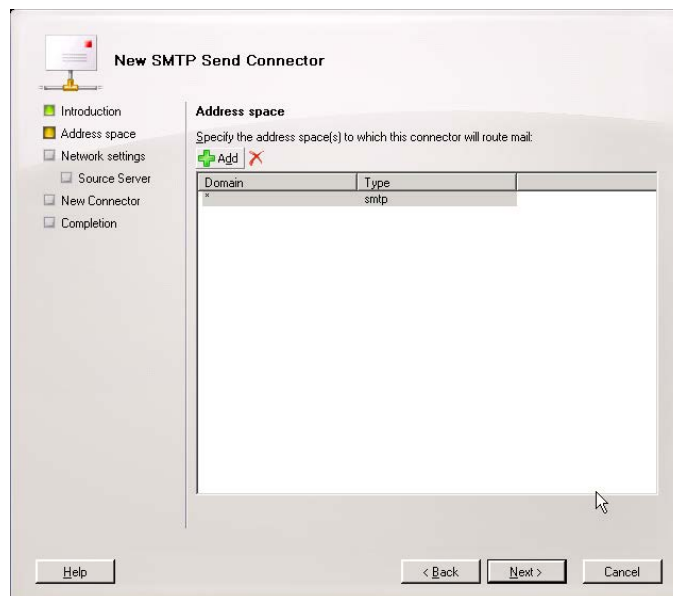 New SMTP Send Connector
Introduction
Address space
Network settings
Source Server
New Connector
Completion
Address space
Specify the address space(s) to which this connector will route mail:
Add
Domain Type
* smtp
Help < Back Next > Cancel